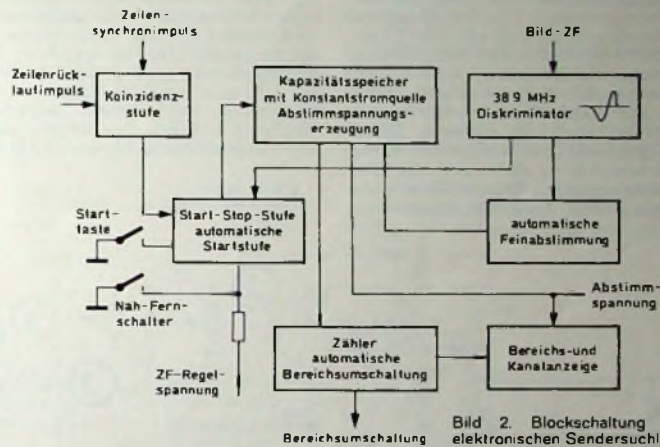 Zeilen-
synchronimpuls
Bild-ZF
Zeilenrück-
laufimpuls
Koinzidenz-
stufe
Kapazitätsspeicher
mit Konstantstromquelle
Abstimmspannungs-
erzeugung
38.9 MHz
Diskriminator
Start-
taste
Start-Stop-Stufe
automatische
Startstufe
automatische
Feinabstimmung
Nah-Fern-
schalter
Abstimm-
spannung
ZF-Regel-
spannung
Zähler
automatische
Bereichsumschaltung
Bereichs-und
Kanalanzeige
Bereichsumschaltung
Bild 2. Blockschaltung
elektronischen Sendersuchl